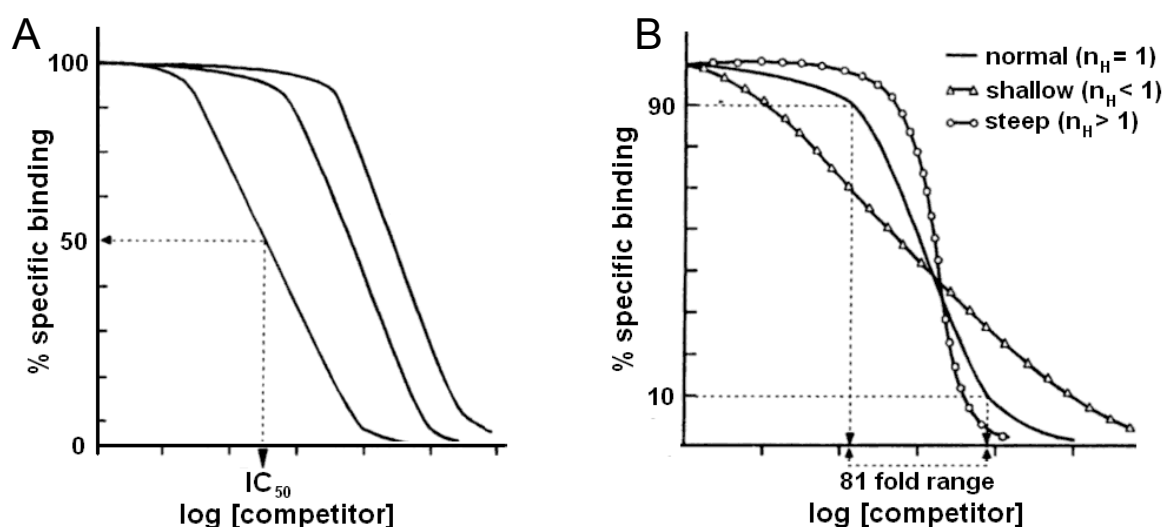 A
100
50
0
% specific binding
IC50
log [competitor]
B
normal (nH = 1)
shallow (nH < 1)
steep (nH > 1)
90
10
% specific binding
81 fold range
log [competitor]